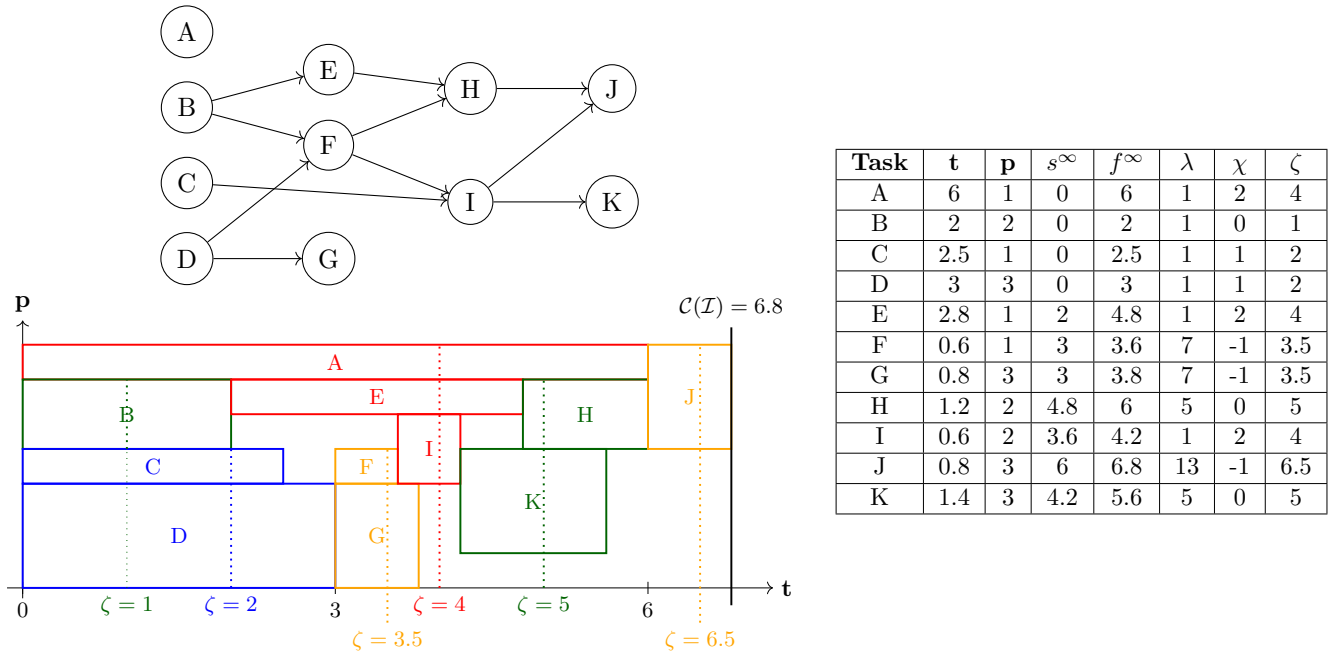 A
B
C
D
E
F
G
H
I
J
K
p
C(I) = 6.8
A
B
E
J
H
C
F
I
D
G
K
t
0
ζ = 1
ζ = 2
3
ζ = 4
ζ = 5
6
ζ = 3.5
ζ = 6.5
Task t p s∞ f∞ λ χ ζ
A 6 1 0 6 1 2 4
B 2 2 0 2 1 0 1
C 2.5 1 0 2.5 1 1 2
D 3 3 0 3 1 1 2
E 2.8 1 2 4.8 1 2 4
F 0.6 1 3 3.6 7 -1 3.5
G 0.8 3 3 3.8 7 -1 3.5
H 1.2 2 4.8 6 5 0 5
I 0.6 2 3.6 4.2 1 2 4
J 0.8 3 6 6.8 13 -1 6.5
K 1.4 3 4.2 5.6 5 0 5